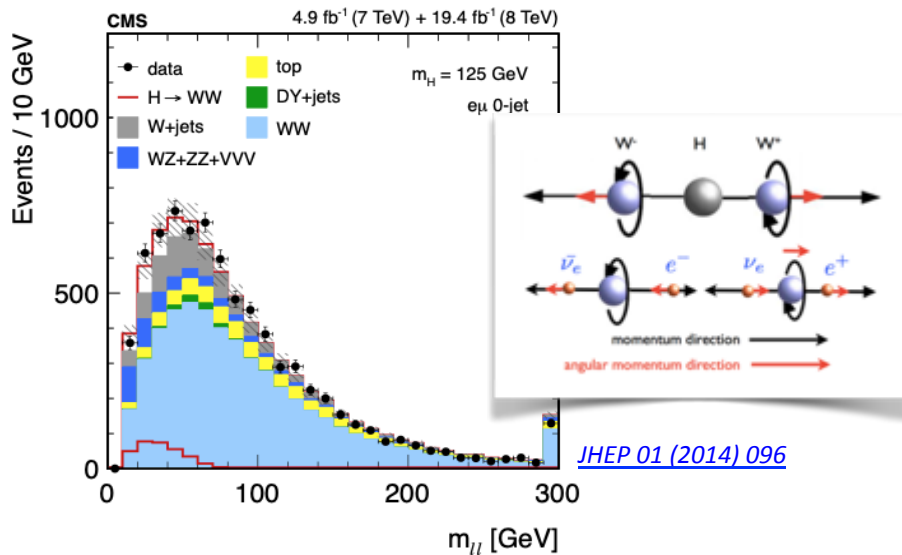 CMS
4.9 fb⁻¹ (7 TeV) + 19.4 fb⁻¹ (8 TeV)
Events / 10 GeV
data
H → WW
W+jets
WZ+ZZ+VVV
top
DY+jets
WW
m_H = 125 GeV
eμ 0-jet
1000
500
0
0 100 200 300
m_ll [GeV]
W⁻ H W⁺
ν̄_e e⁻ ν_e e⁺
momentum direction
angular momentum direction
JHEP 01 (2014) 096